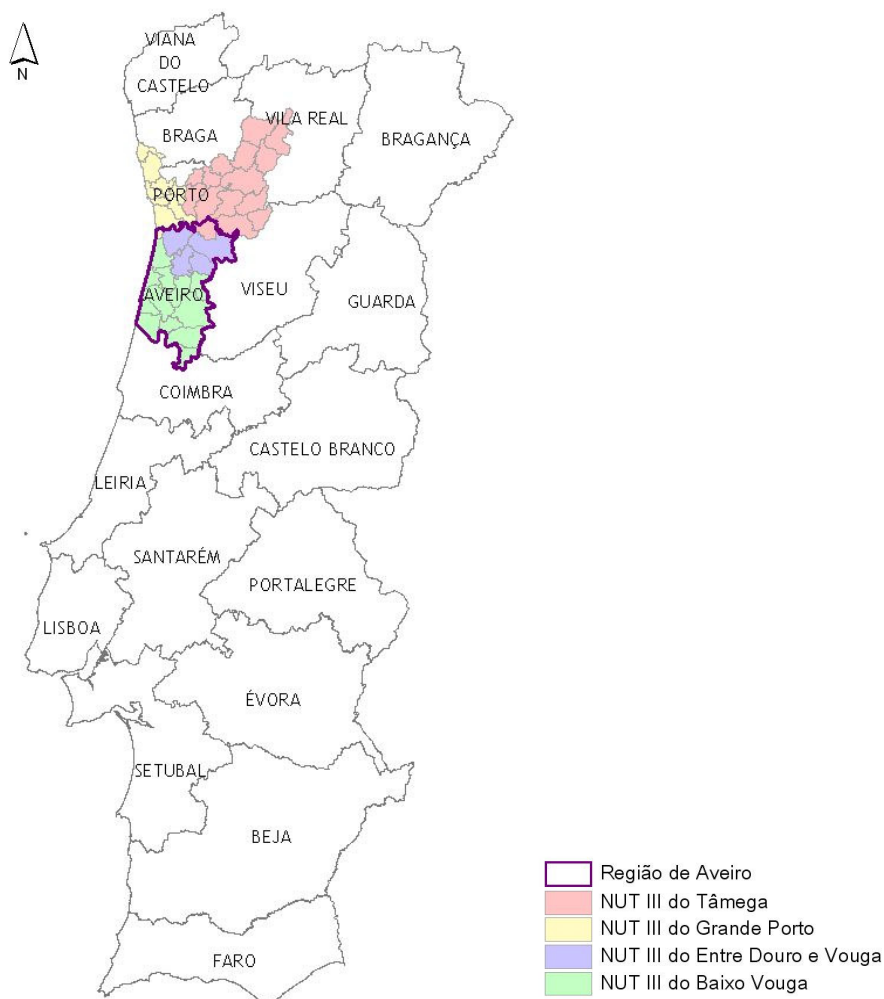 N
VIANA
DO
CASTELO
BRAGA
VILA REAL
BRAGANÇA
PORTO
AVEIRO
VISEU
GUARDA
COIMBRA
CASTELO BRANCO
LEIRIA
SANTARÉM
PORTALEGRE
LISBOA
ÉVORA
SETUBAL
BEJA
FARO
Região de Aveiro
NUT III do Tâmega
NUT III do Grande Porto
NUT III do Entre Douro e Vouga
NUT III do Baixo Vouga